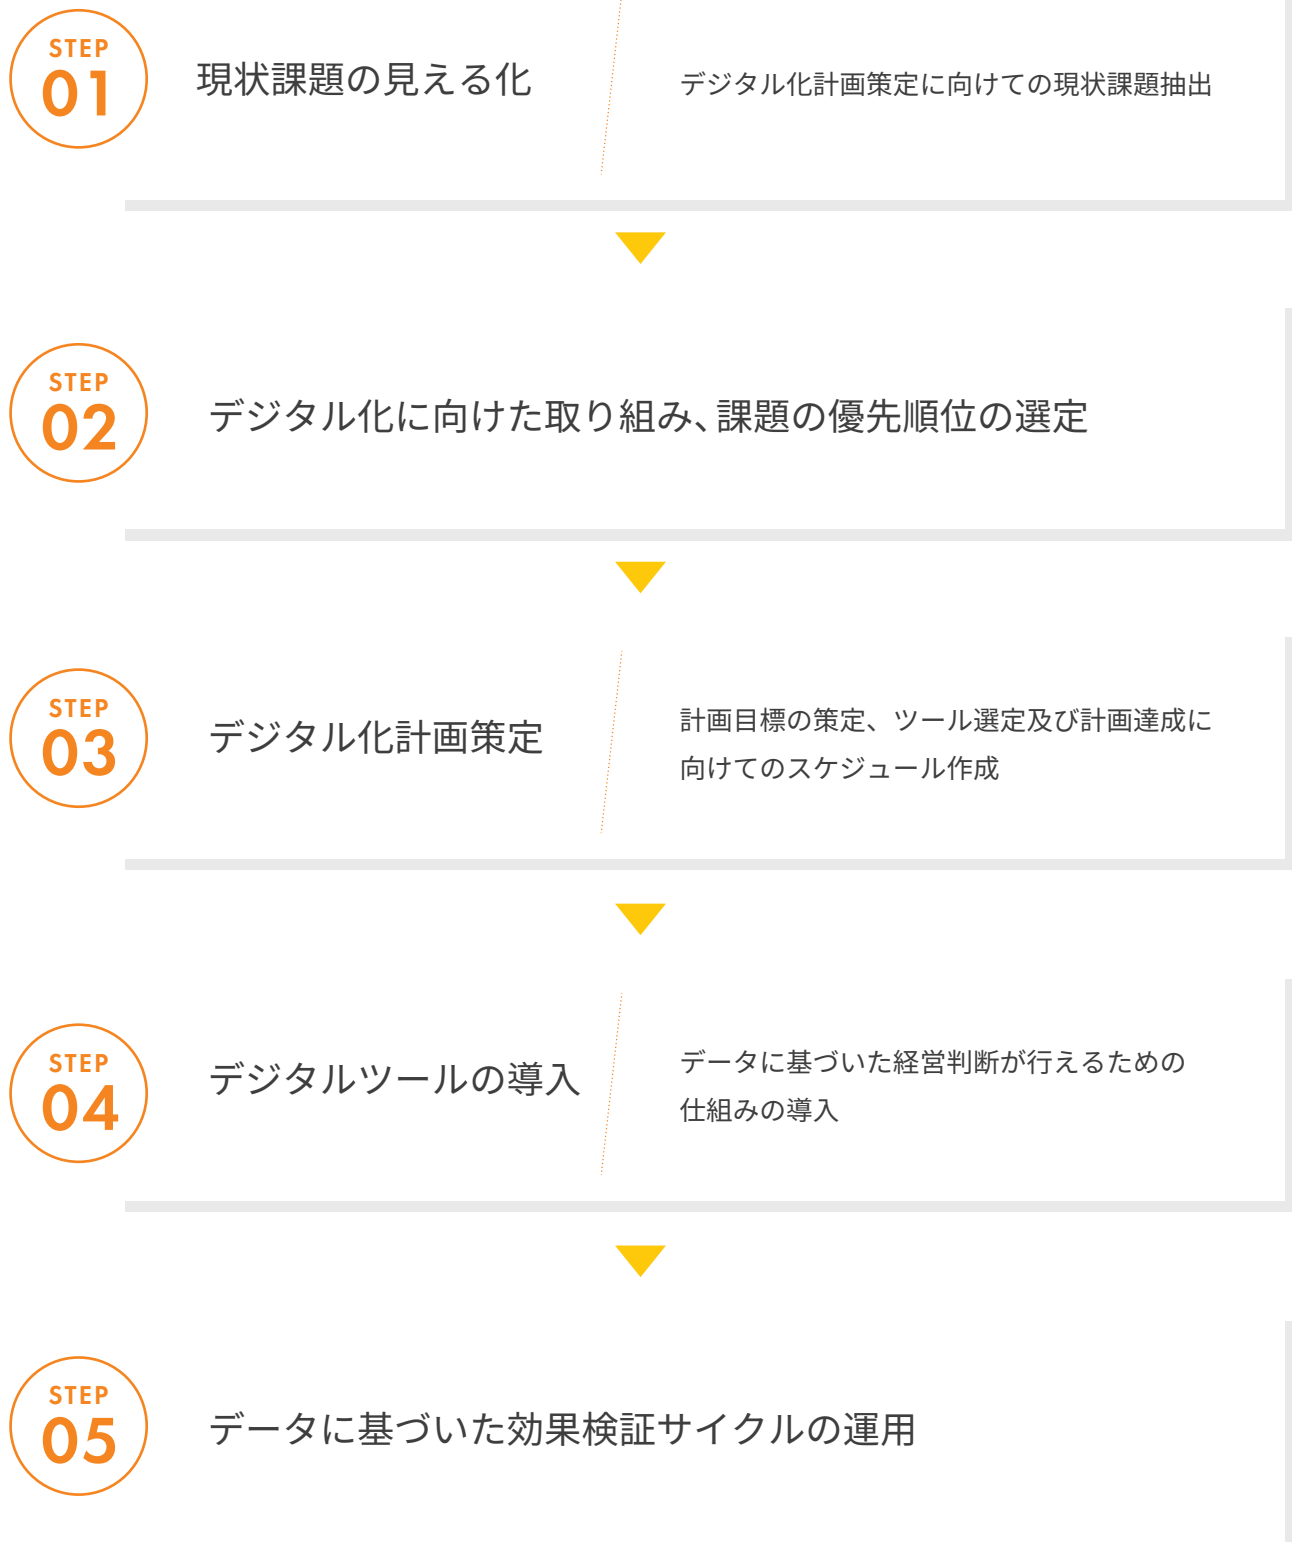 STEP
01
現状課題の見える化
デジタル化計画策定に向けての現状課題抽出
STEP
02
デジタル化に向けた取り組み、課題の優先順位の選定
STEP
03
デジタル化計画策定
計画目標の策定、ツール選定及び計画達成に
向けてのスケジュール作成
STEP
04
デジタルツールの導入
データに基づいた経営判断が行えるための
仕組みの導入
STEP
05
データに基づいた効果検証サイクルの運用